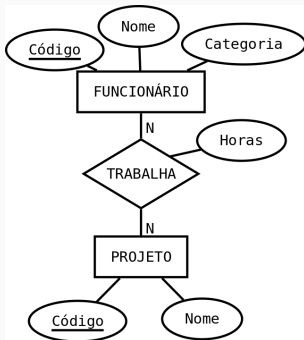 Nome
Código
Categoria
FUNCIONÁRIO
N
Horas
TRABALHA
N
PROJETO
Código
Nome